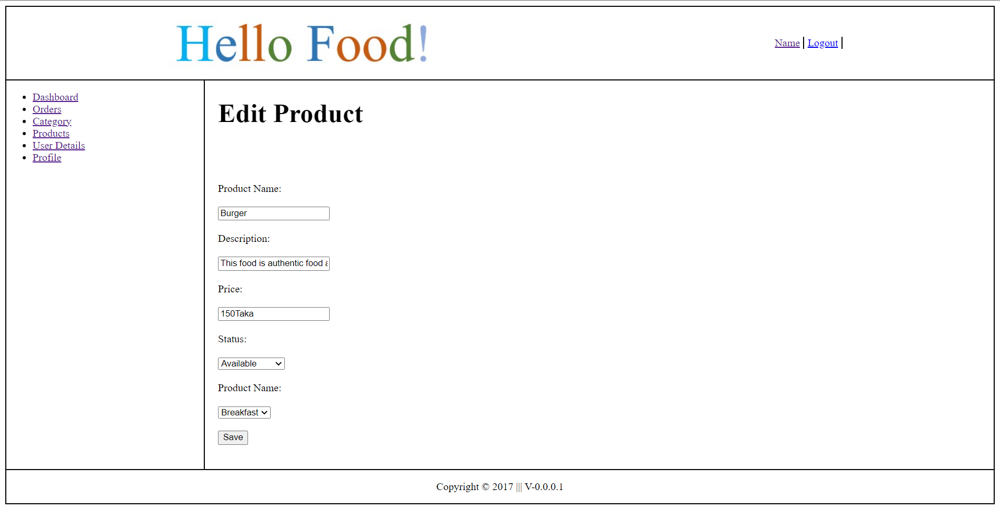 Hello Food!
Name | Logout |
Dashboard
Orders
Category
Products
User Details
Profile
Edit Product
Product Name:
Burger
Description:
This food is authentic food
Price:
150Taka
Status:
Available
Product Name:
Breakfast
Save
Copyright © 2017 ||| V-0.0.0.1